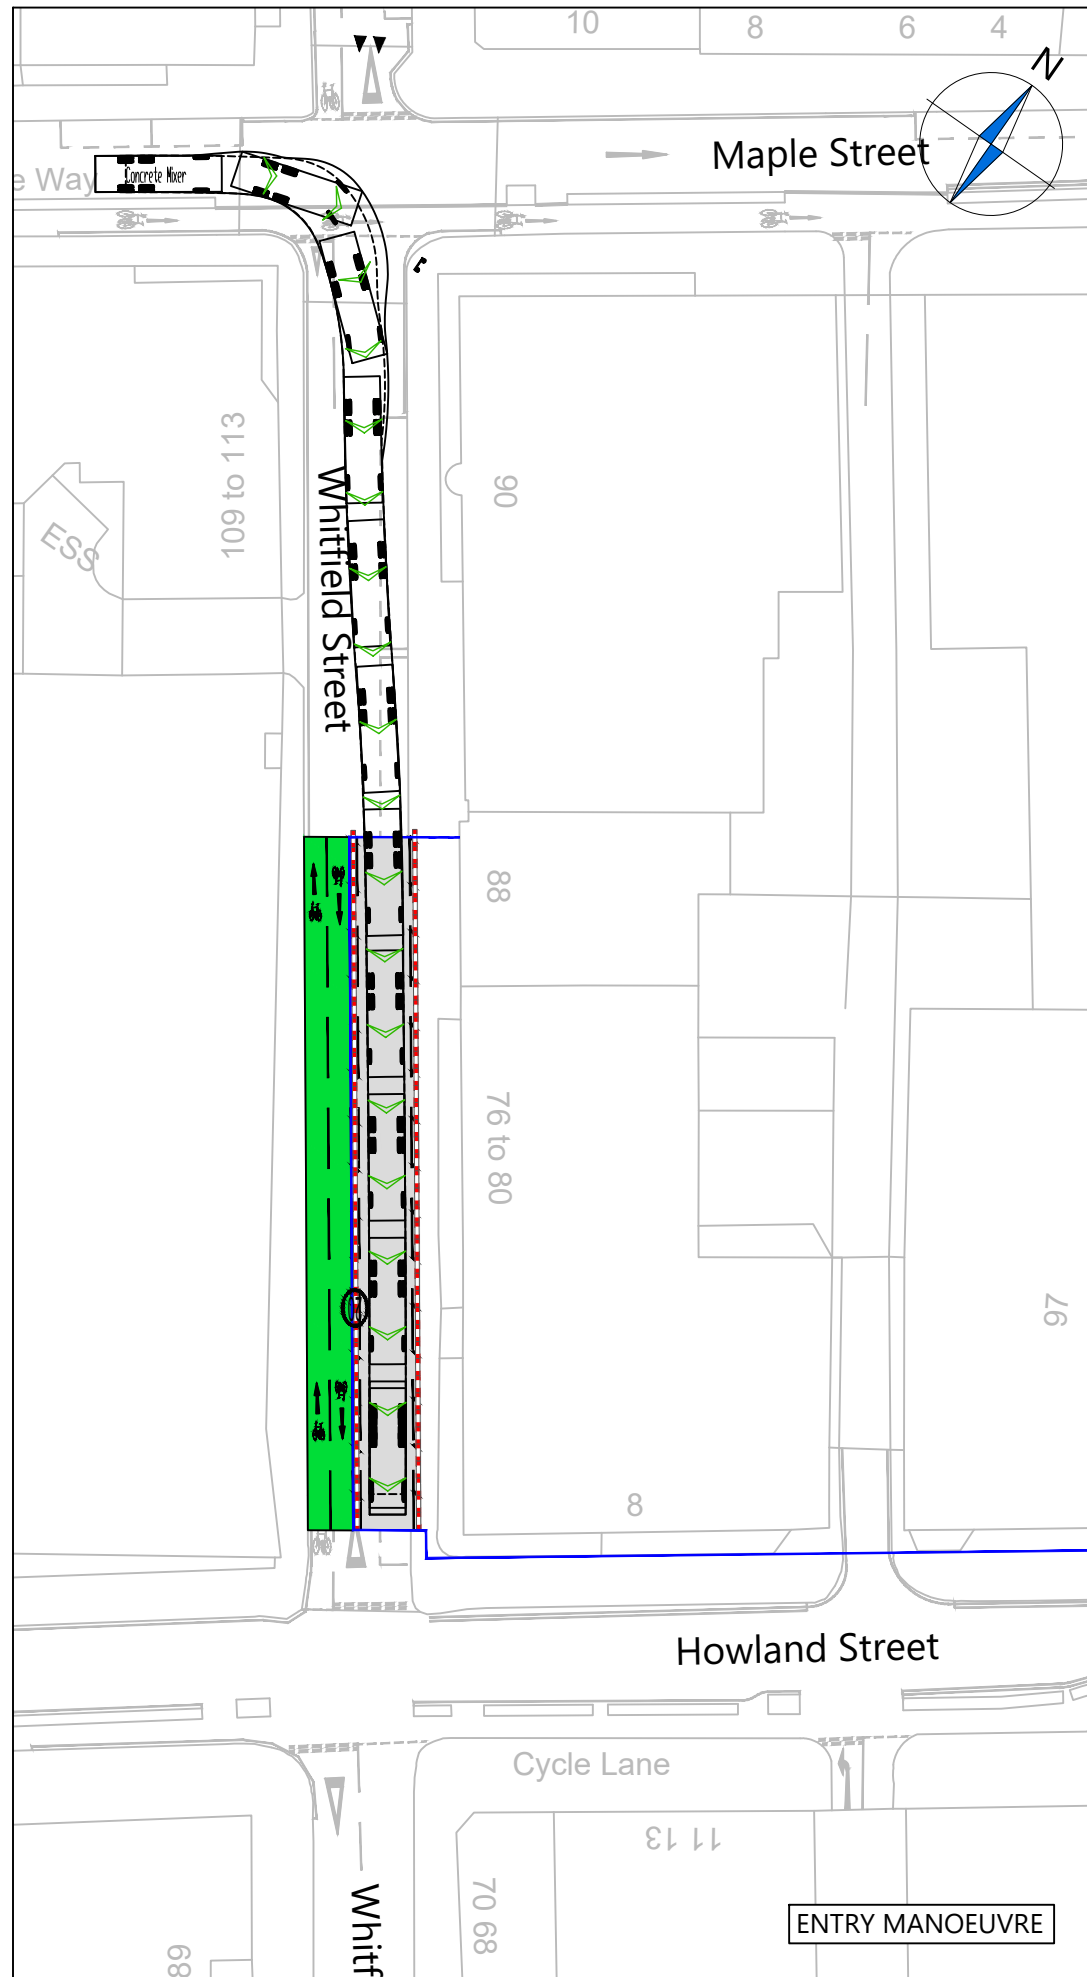 10
8
6
4
N
Maple Street
e Way
Concrete Mixer
109 to 113
ESS
90
Whitfield Street
88
76 to 80
97
8
Howland Street
Cycle Lane
11 13
70 68
Whitf
89
ENTRY MANOEUVRE